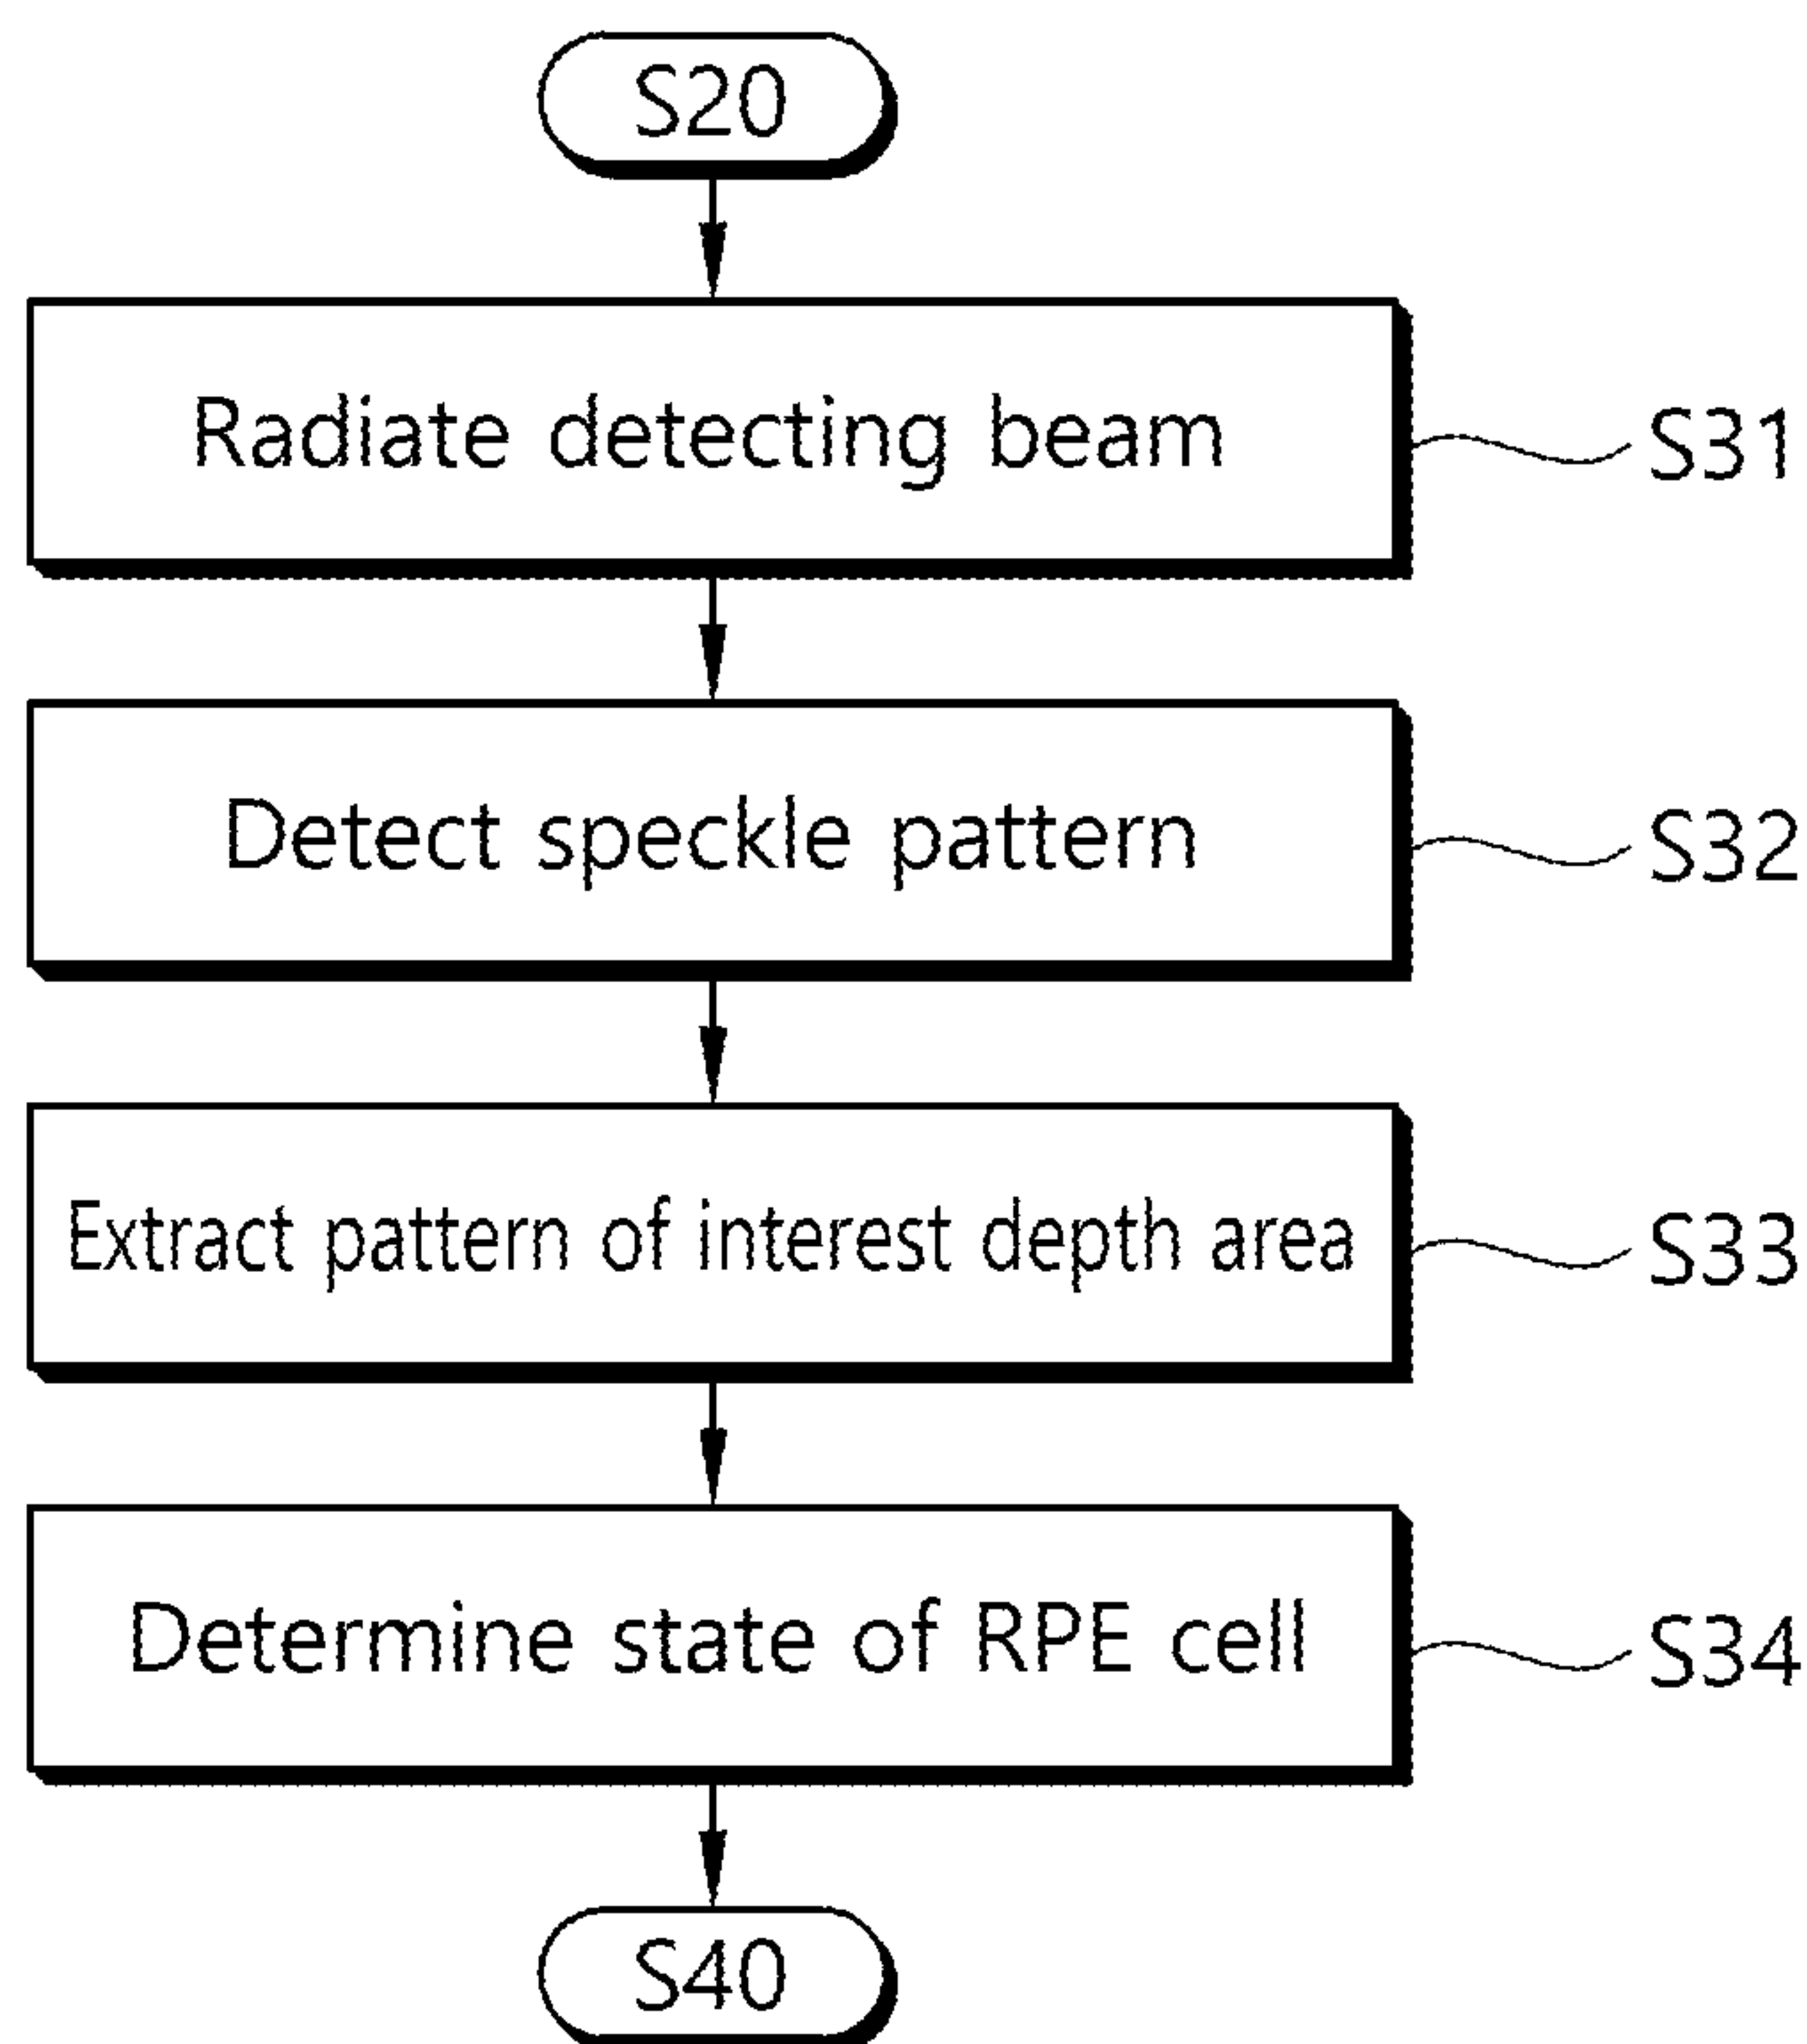 S20
Radiate detecting beam
S31
Detect speckle pattern
S32
Extract pattern of interest depth area
S33
Determine state of RPE cell
S34
S40